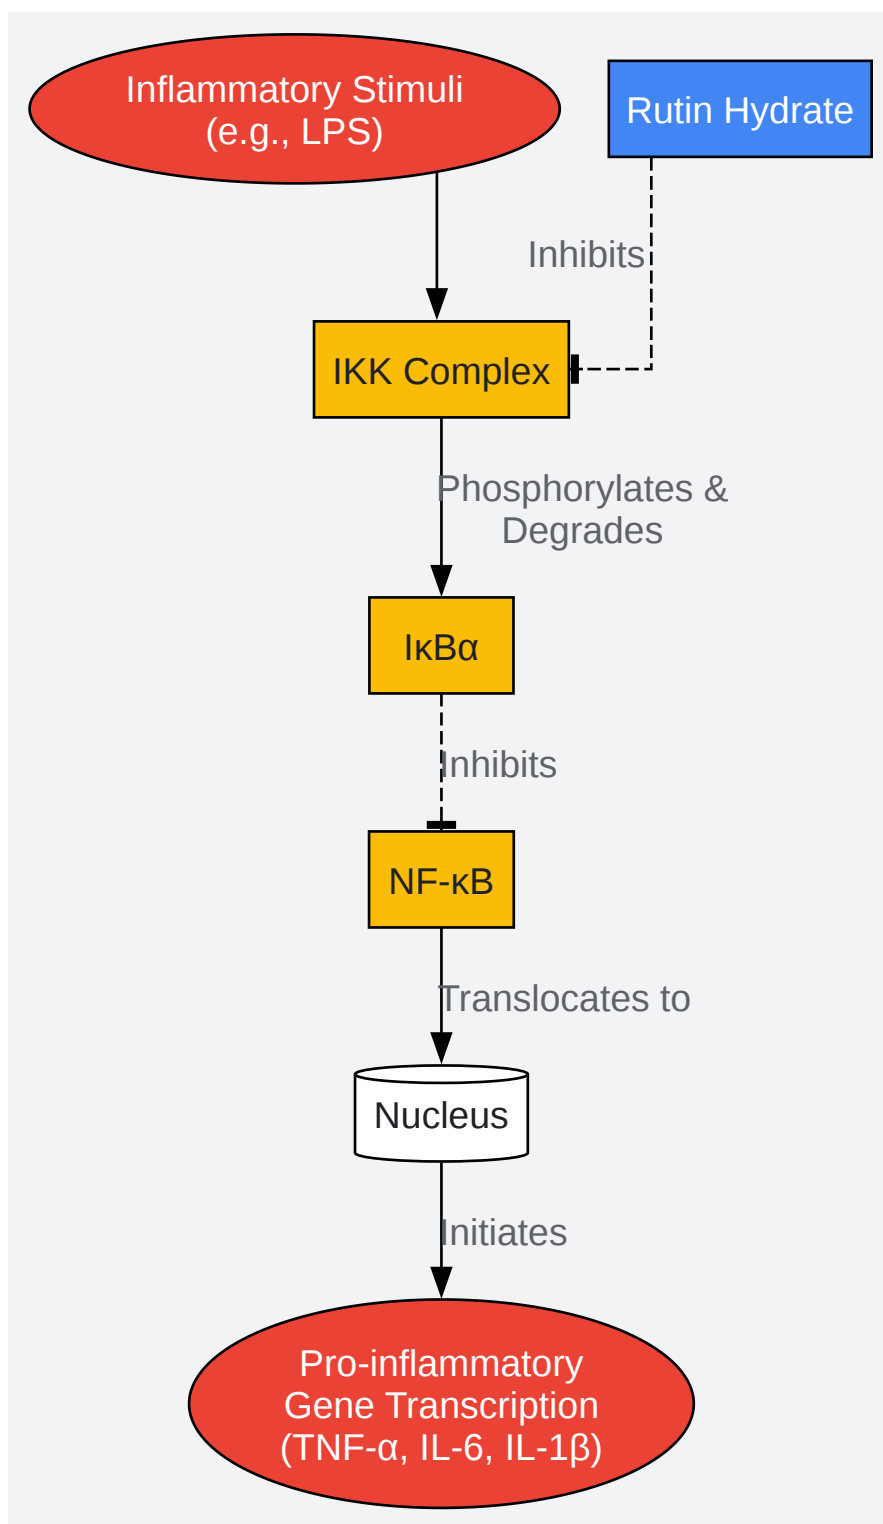 Inflammatory Stimuli
(e.g., LPS)
Rutin Hydrate
Inhibits
IKK Complex
Phosphorylates &
Degrades
IκBα
Inhibits
NF-κB
Translocates to
Nucleus
Initiates
Pro-inflammatory
Gene Transcription
(TNF-α, IL-6, IL-1β)